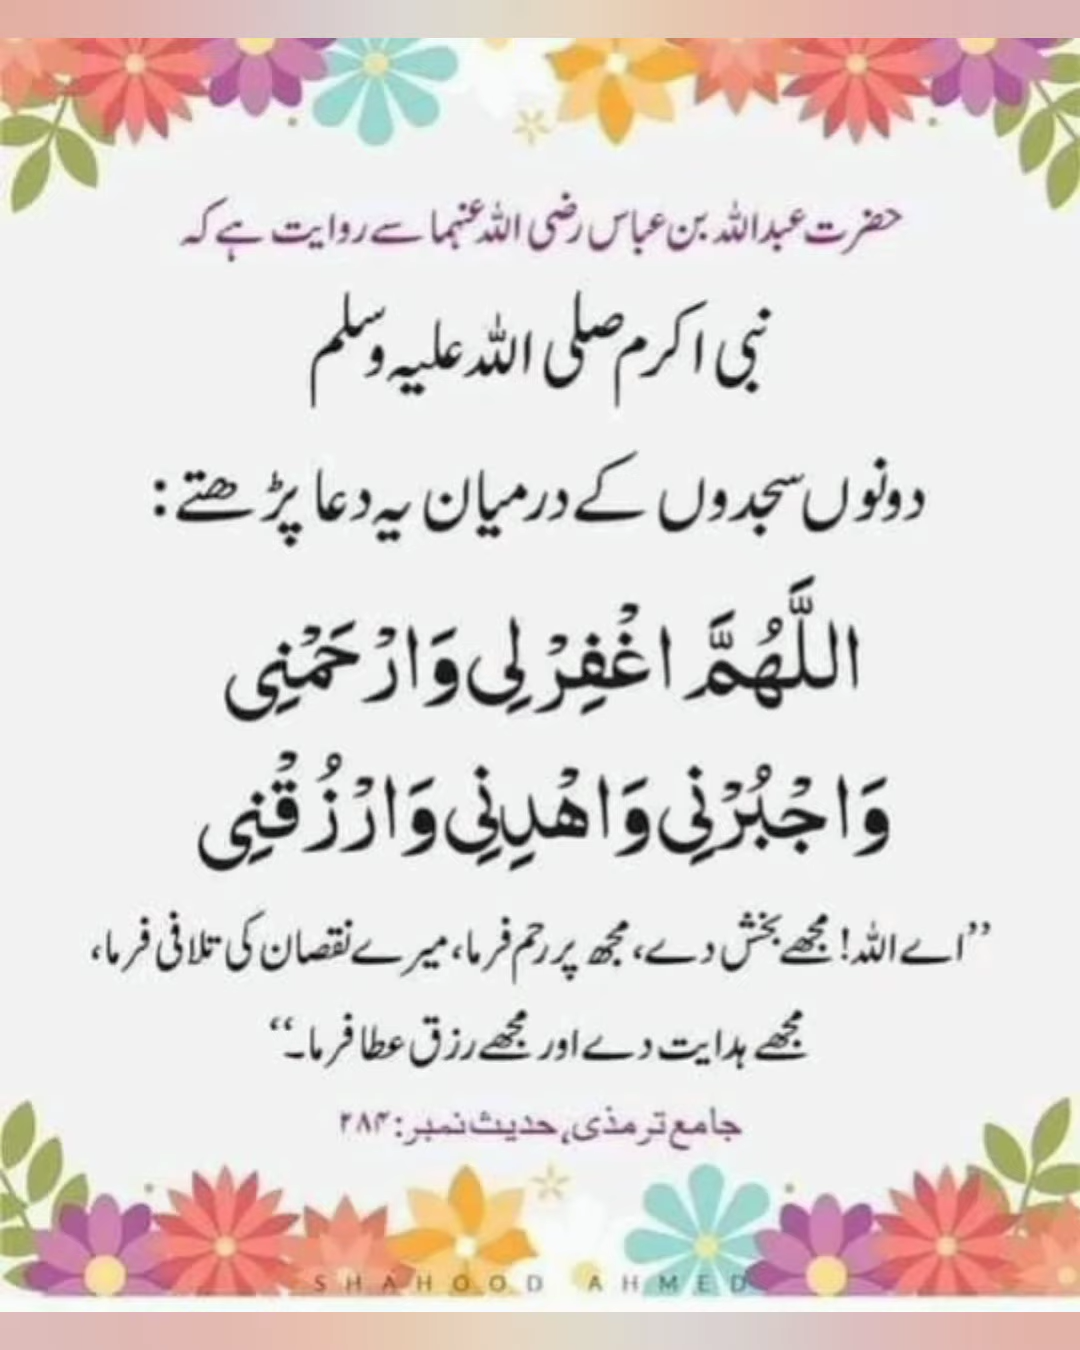 حضرت عبداللہ بن عباس رضی اللہ عنہما سے روایت ہے کہ
نبی اکرم صلی اللہ علیہ وسلم
دونوں سجدوں کے درمیان یہ دعا پڑھتے:
اللَّهُمَّ اغْفِرْ لِي وَارْحَمْنِي
وَاجْبُرْنِي وَاهْدِنِي وَارْزُقْنِي
”اے اللہ! مجھے بخش دے، مجھ پر رحم فرما، میرے نقصان کی تلافی فرما،
مجھے ہدایت دے اور مجھے رزق عطا فرما۔“
جامع ترمذی، حدیث نمبر: ۲۸۴
SHAHOOD AHMED